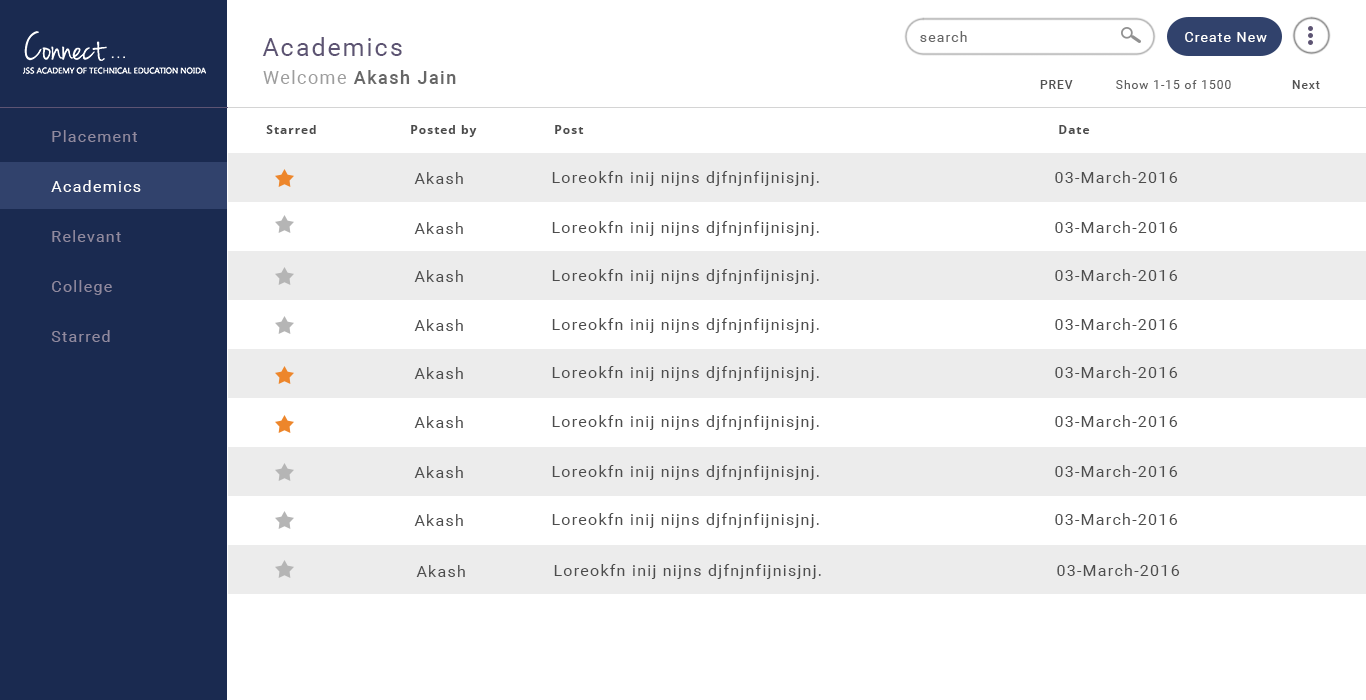 Connect...
JSS ACADEMY OF TECHNICAL EDUCATION NOIDA
Placement
Academics
Relevant
College
Starred
Academics
Welcome Akash Jain
search
Create New
PREV Show 1-15 of 1500 Next
Starred Posted by Post Date
Akash Loreokfn inij nijns djfnjnfijnisjnj. 03-March-2016
Akash Loreokfn inij nijns djfnjnfijnisjnj. 03-March-2016
Akash Loreokfn inij nijns djfnjnfijnisjnj. 03-March-2016
Akash Loreokfn inij nijns djfnjnfijnisjnj. 03-March-2016
Akash Loreokfn inij nijns djfnjnfijnisjnj. 03-March-2016
Akash Loreokfn inij nijns djfnjnfijnisjnj. 03-March-2016
Akash Loreokfn inij nijns djfnjnfijnisjnj. 03-March-2016
Akash Loreokfn inij nijns djfnjnfijnisjnj. 03-March-2016
Akash Loreokfn inij nijns djfnjnfijnisjnj. 03-March-2016